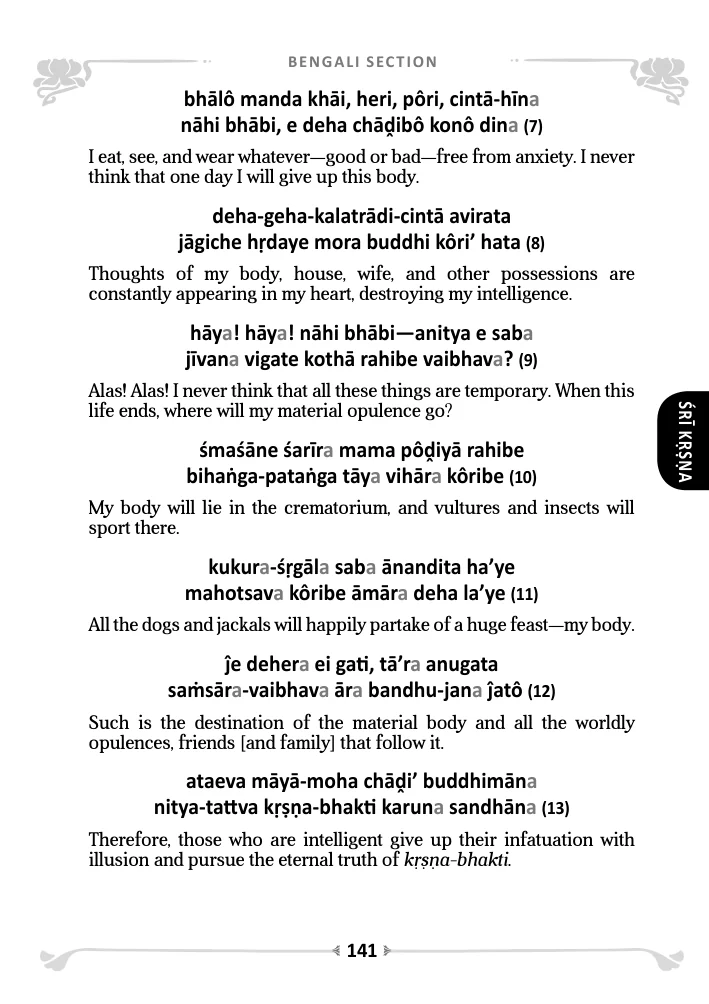 BENGALI SECTION
bhālô manda khāi, heri, pôri, cintā-hīna
nāhi bhābi, e deha chāḓibô konô dina (7)
I eat, see, and wear whatever—good or bad—free from anxiety. I never
think that one day I will give up this body.
deha-geha-kalatrādi-cintā avirata
jāgiche hṛdaye mora buddhi kôri’ hata (8)
Thoughts of my body, house, wife, and other possessions are
constantly appearing in my heart, destroying my intelligence.
hāya! hāya! nāhi bhābi—anitya e saba
jīvana vigate kothā rahibe vaibhava? (9)
Alas! Alas! I never think that all these things are temporary. When this
life ends, where will my material opulence go?
ŚRĪ KṚṢṆA
śmaśāne śarīra mama pôḓiyā rahibe
bihaṅga-pataṅga tāya vihāra kôribe (10)
My body will lie in the crematorium, and vultures and insects will
sport there.
kukura-śṛgāla saba ānandita ha’ye
mahotsava kôribe āmāra deha la’ye (11)
All the dogs and jackals will happily partake of a huge feast—my body.
ĵe dehera ei gati, tā’ra anugata
saṁsāra-vaibhava āra bandhu-jana ĵatô (12)
Such is the destination of the material body and all the worldly
opulences, friends [and family] that follow it.
ataeva māyā-moha chāḓi’ buddhimāna
nitya-tattva kṛṣṇa-bhakti karuna sandhāna (13)
Therefore, those who are intelligent give up their infatuation with
illusion and pursue the eternal truth of kṛṣṇa-bhakti.
141